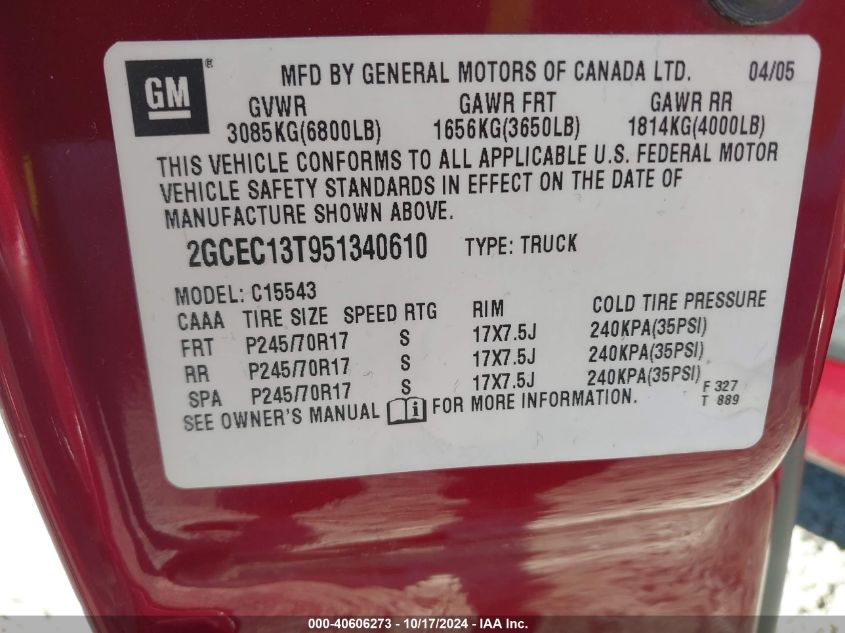 GM ®
MFD BY GENERAL MOTORS OF CANADA LTD. 04/05
GVWR GAWR FRT GAWR RR
3085KG(6800LB) 1656KG(3650LB) 1814KG(4000LB)
THIS VEHICLE CONFORMS TO ALL APPLICABLE U.S. FEDERAL MOTOR
VEHICLE SAFETY STANDARDS IN EFFECT ON THE DATE OF
MANUFACTURE SHOWN ABOVE.
2GCEC13T951340610 TYPE: TRUCK
MODEL: C15543
CAAA TIRE SIZE SPEED RTG RIM COLD TIRE PRESSURE
FRT P245/70R17 S 17X7.5J 240KPA(35PSI)
RR P245/70R17 S 17X7.5J 240KPA(35PSI)
SPA P245/70R17 S 17X7.5J 240KPA(35PSI) F 327
SEE OWNER'S MANUAL i FOR MORE INFORMATION. T 889
000-40606273 - 10/17/2024 - IAA Inc.